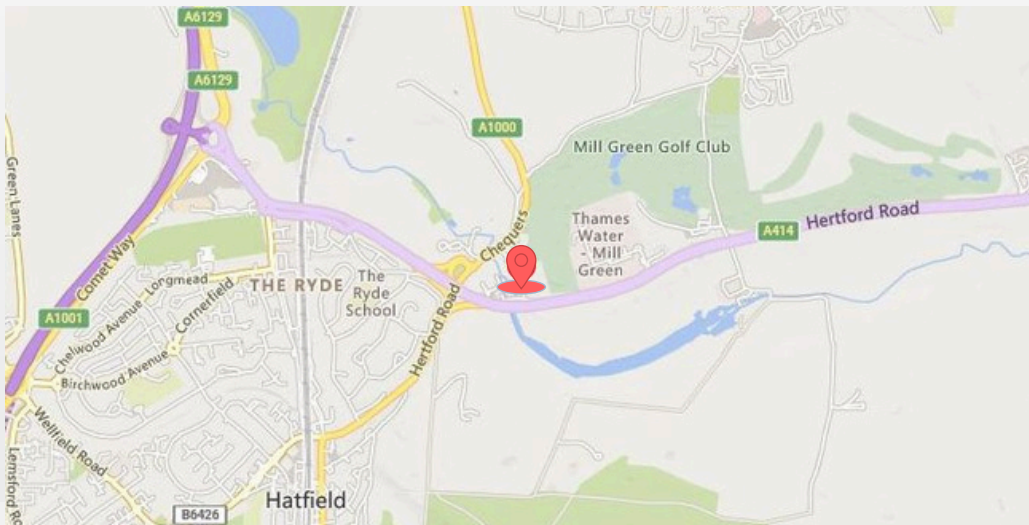 A6129
A6129
A1000
Mill Green Golf Club
Green Lanes
Hertford Road
Thames
Water
- Mill
Green
A414
Chequers
Comet Way
Longmead
THE RYDE
The
Ryde
School
A1001
Chelwood Avenue
Cornerfield
Hertford Road
Birchwood Avenue
Wellfield Road
Lemsford Ro
Hatfield
B6426